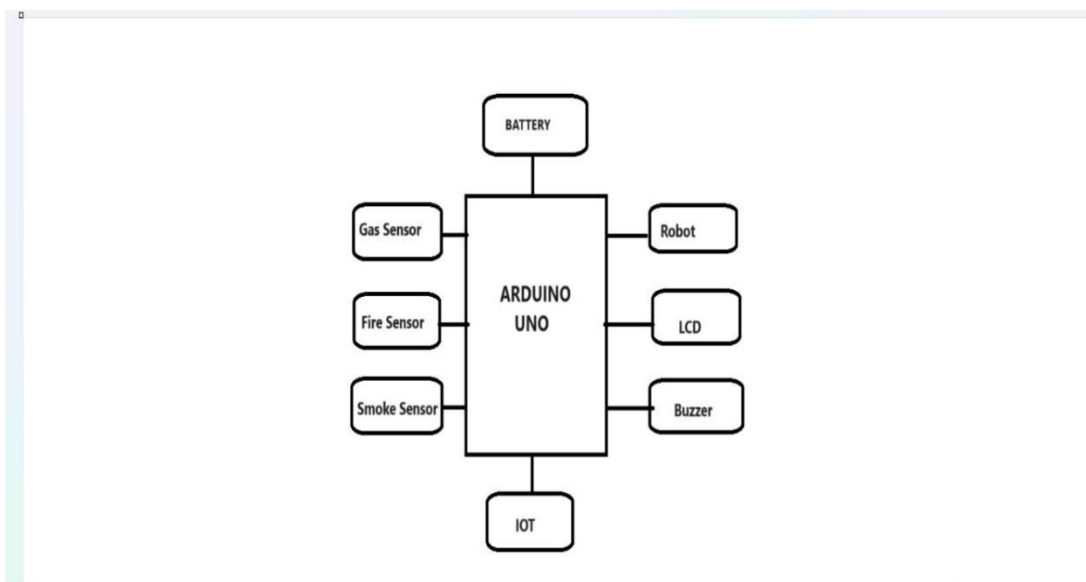 BATTERY
Gas Sensor
Robot
ARDUINO
UNO
Fire Sensor
LCD
Smoke Sensor
Buzzer
IOT